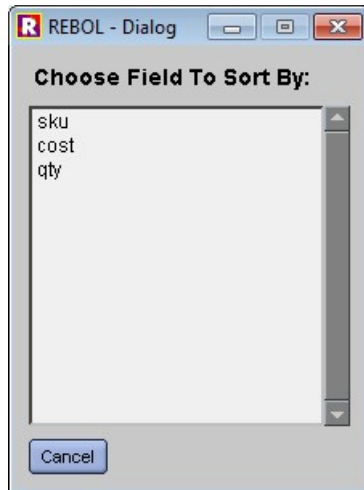 R REBOL - Dialog
Choose Field To Sort By:
sku
cost
qty
Cancel